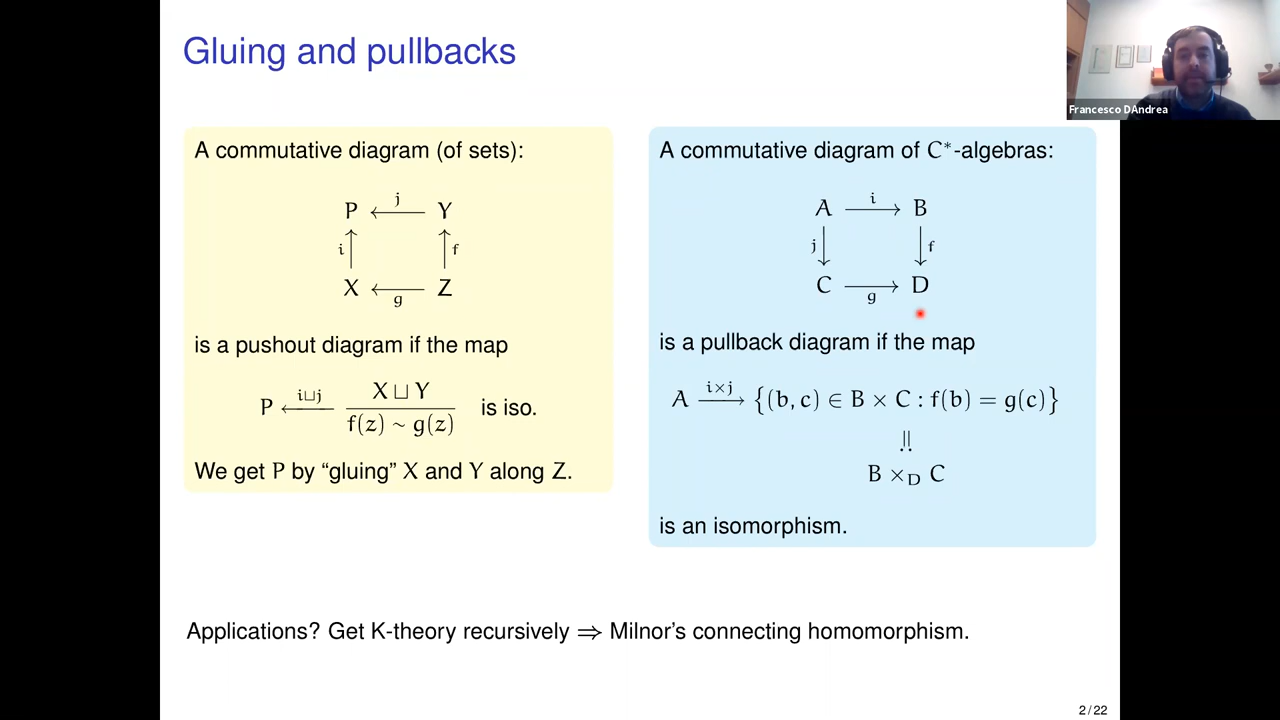 Gluing and pullbacks
Francesco DAndrea
A commutative diagram (of sets):
P ←j Y
i↑ ↑f
X ←g Z
is a pushout diagram if the map
P ←i⊔j (X ⊔ Y) / (f(z) ~ g(z)) is iso.
We get P by “gluing” X and Y along Z.
A commutative diagram of C*-algebras:
A →i B
j↓ ↓f
C →g D
is a pullback diagram if the map
A →i×j {(b, c) ∈ B × C : f(b) = g(c)}
=:
B ×_D C
is an isomorphism.
Applications? Get K-theory recursively ⇒ Milnor’s connecting homomorphism.
2 / 22